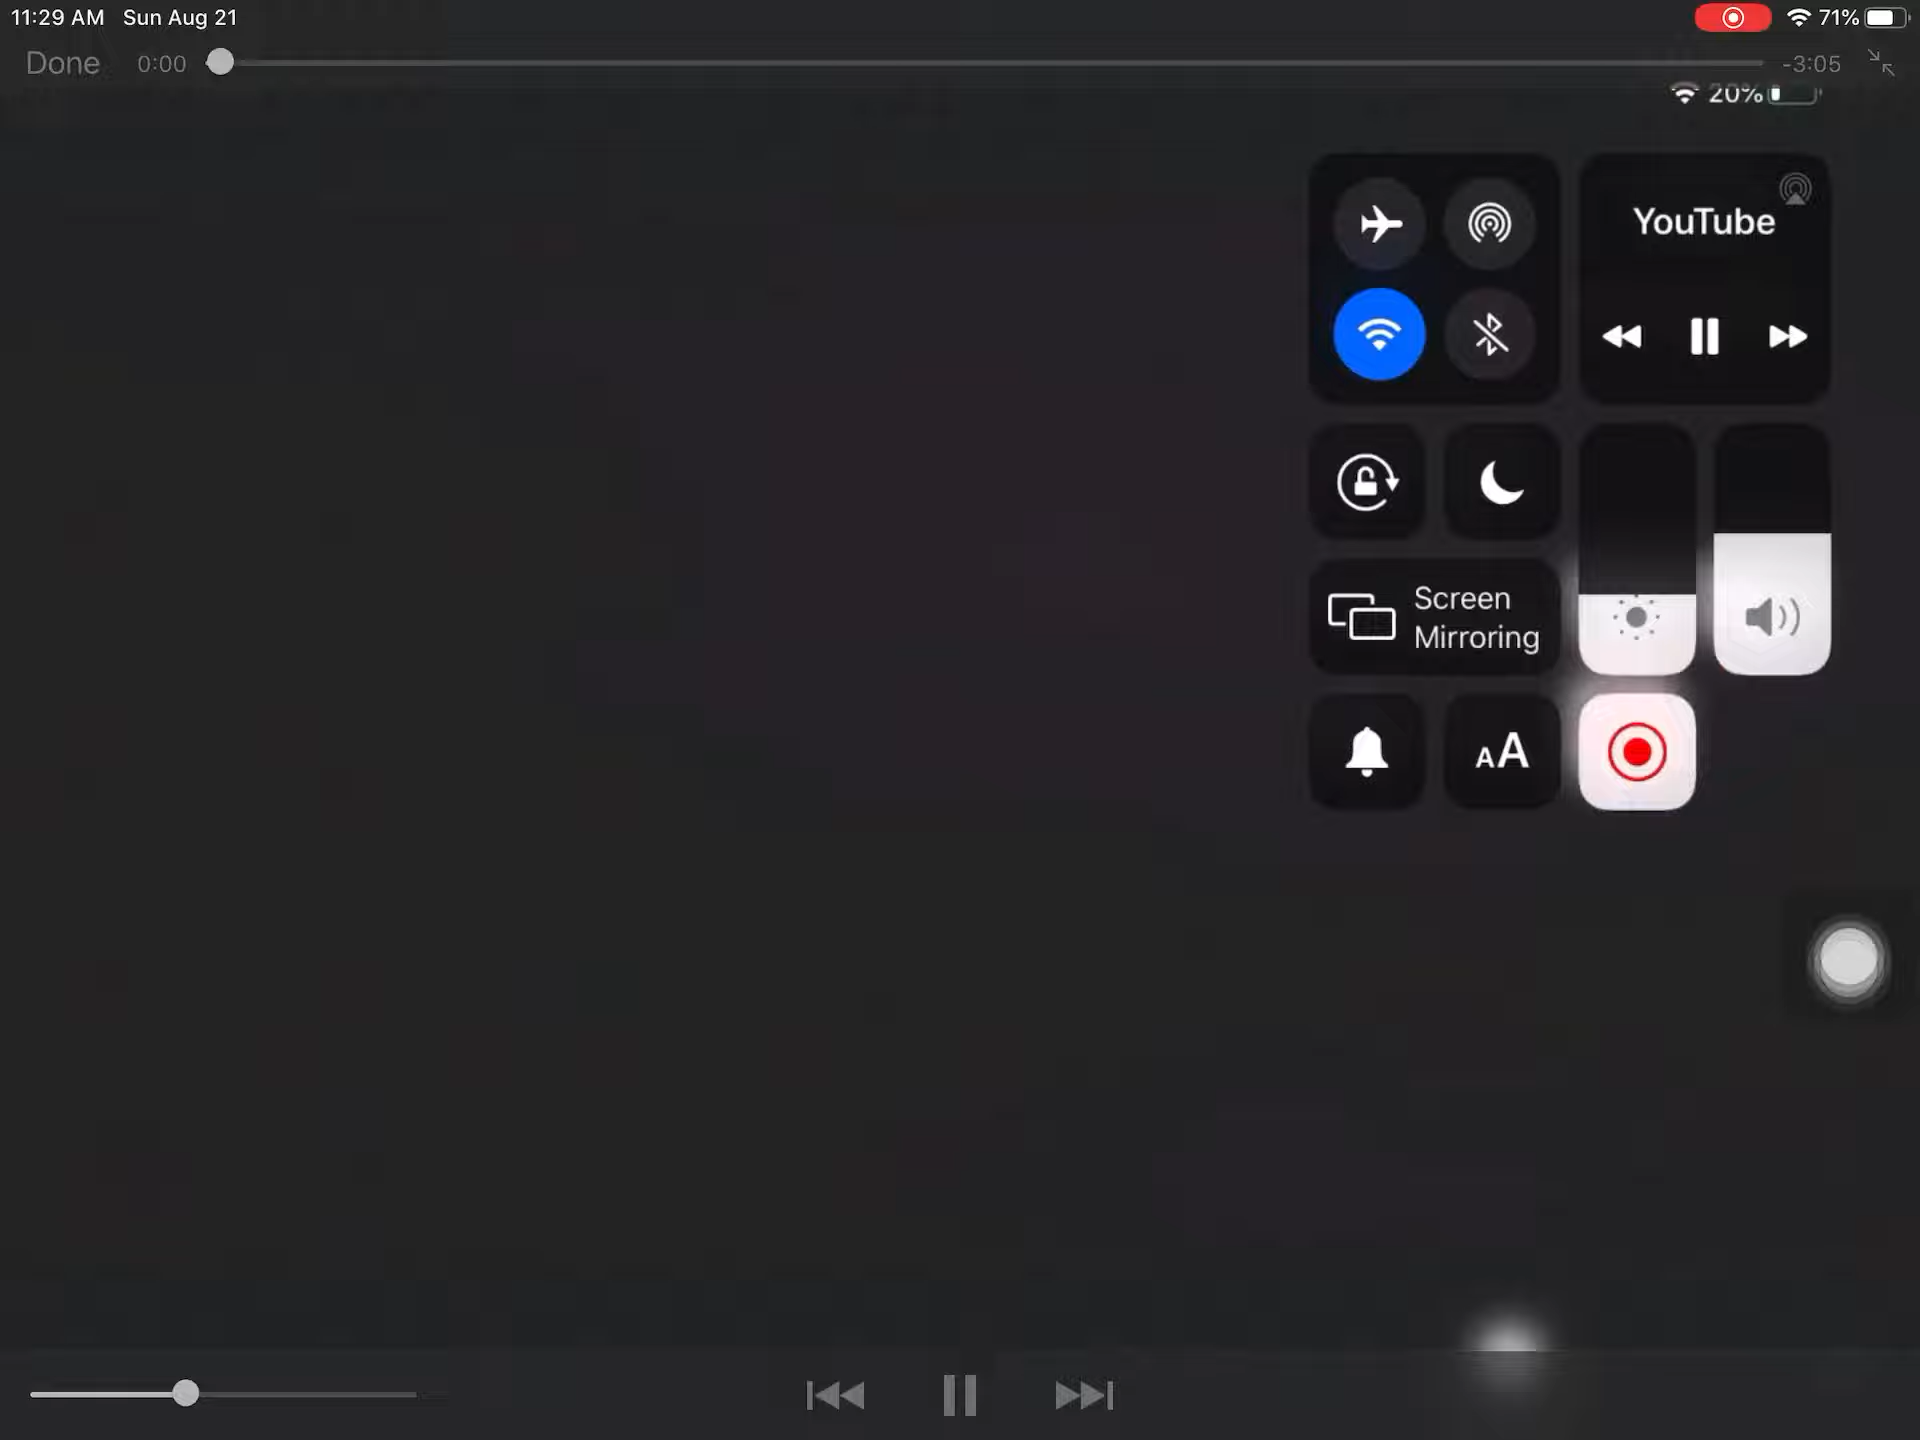 11:29 AM Sun Aug 21
71%
Done 0:00 -3:05
20%
YouTube
Screen
Mirroring
AA